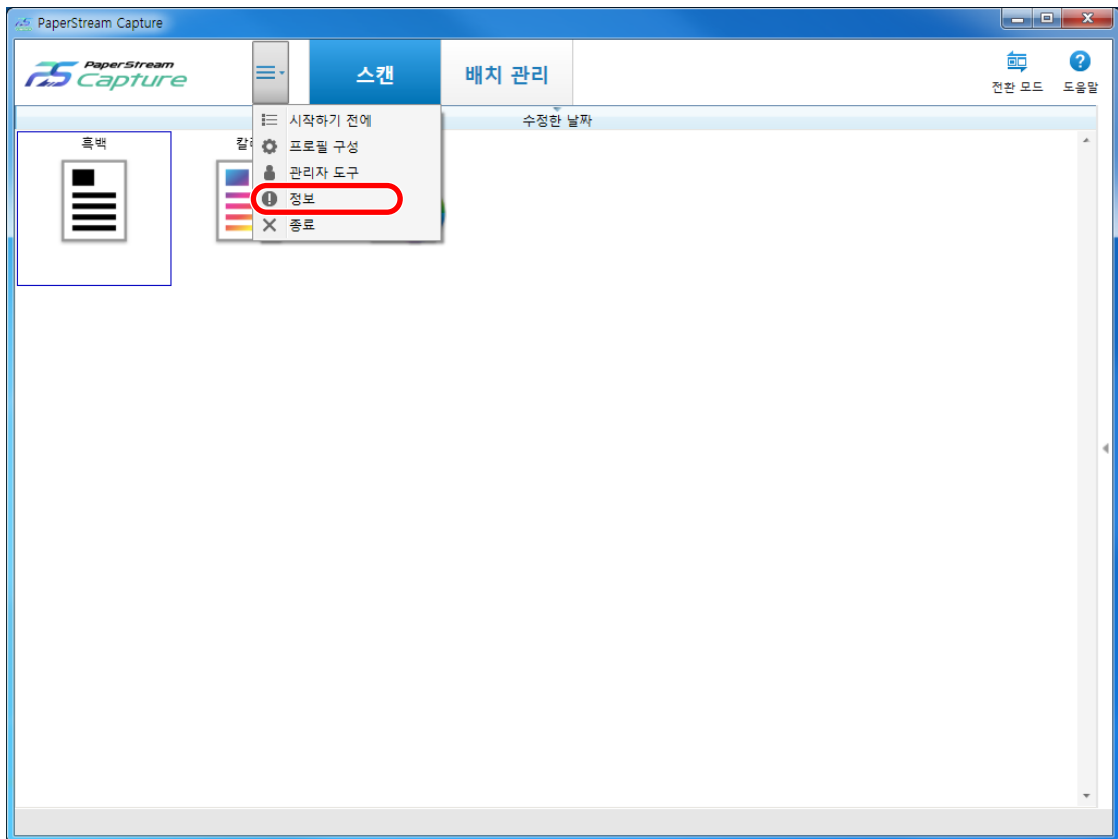 PaperStream Capture
PaperStream
Capture
스캔
배치 관리
전환 모드
도움말
수정한 날짜
흑백
칼
시작하기 전에
프로필 구성
관리자 도구
정보
종료